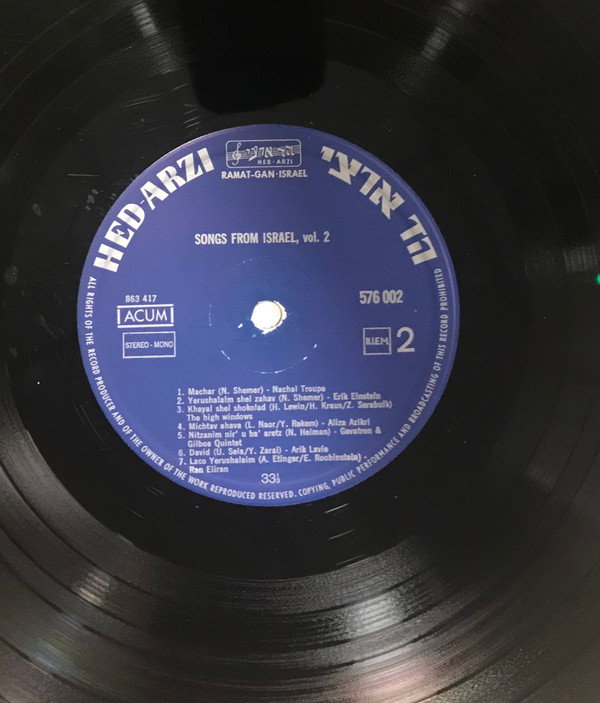 HED-ARZI
הד ארצי
HED-ARZI
RAMAT-GAN-ISRAEL
הד ארצי
SONGS FROM ISRAEL, vol. 2
863 417
576 002
ACUM
STEREO - MONO
B.I.E.M.
2
1. Machar (N. Shemer) - Nachal Troupe
2. Yerushalaim shel zahav (N. Shemer) - Erik Einstein
3. Khayal shel shokolad (H. Lewin/H. Kraus/Z. Sarabulk)
The high windows
4. Michtav ahava (L. Naor/Y. Rekem) - Aliza Azikri
5. Nitzanim nir' u ba' aretz (N. Heiman) - Gevatron &
Gilboa Quintet
6. David (U. Sela/Y. Zarai) - Arik Lavie
7. Laco Yerushalaim (A. Etinger/E. Roubinstein) -
Ran Eliran
33⅓
ALL RIGHTS OF THE RECORD PRODUCER AND OF THE OWNER OF THE WORK REPRODUCED RESERVED. COPYING, PUBLIC PERFORMANCE AND BROADCASTING OF THIS RECORD PROHIBITED